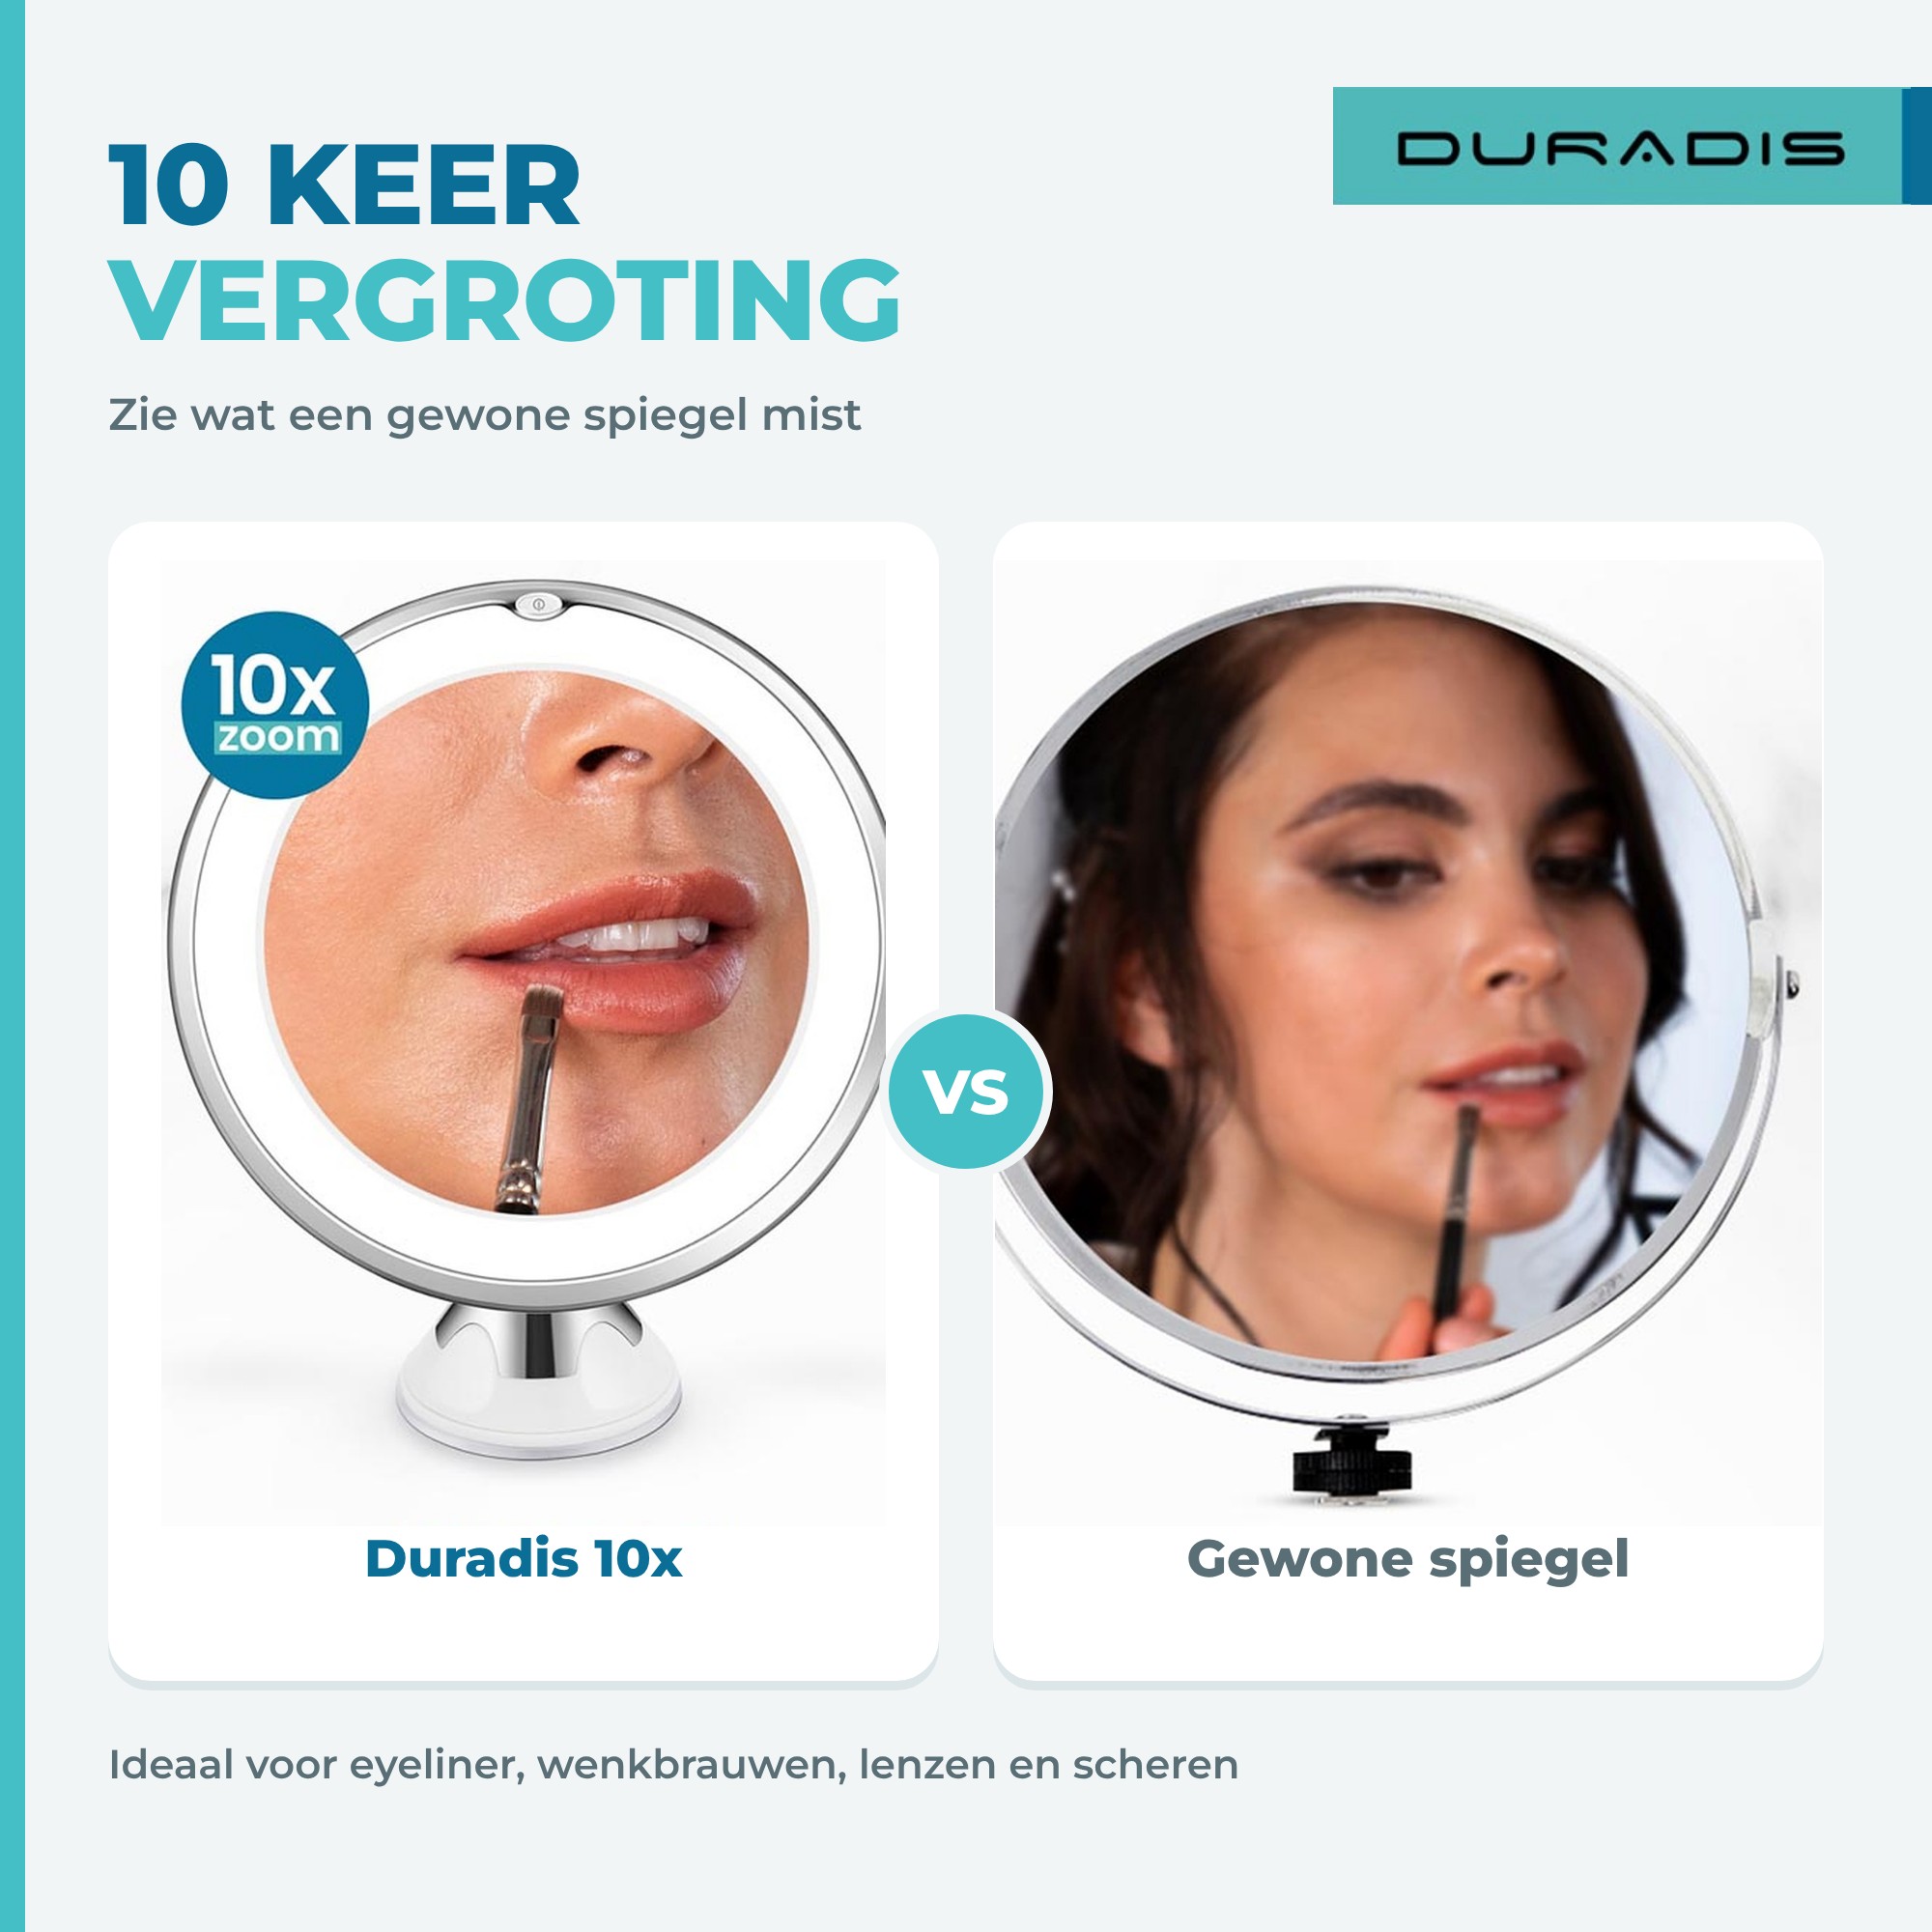 DURADIS
10 KEER
VERGROTING
Zie wat een gewone spiegel mist
10x
zoom
VS
Duradis 10x
Gewone spiegel
Ideaal voor eyeliner, wenkbrauwen, lenzen en scheren